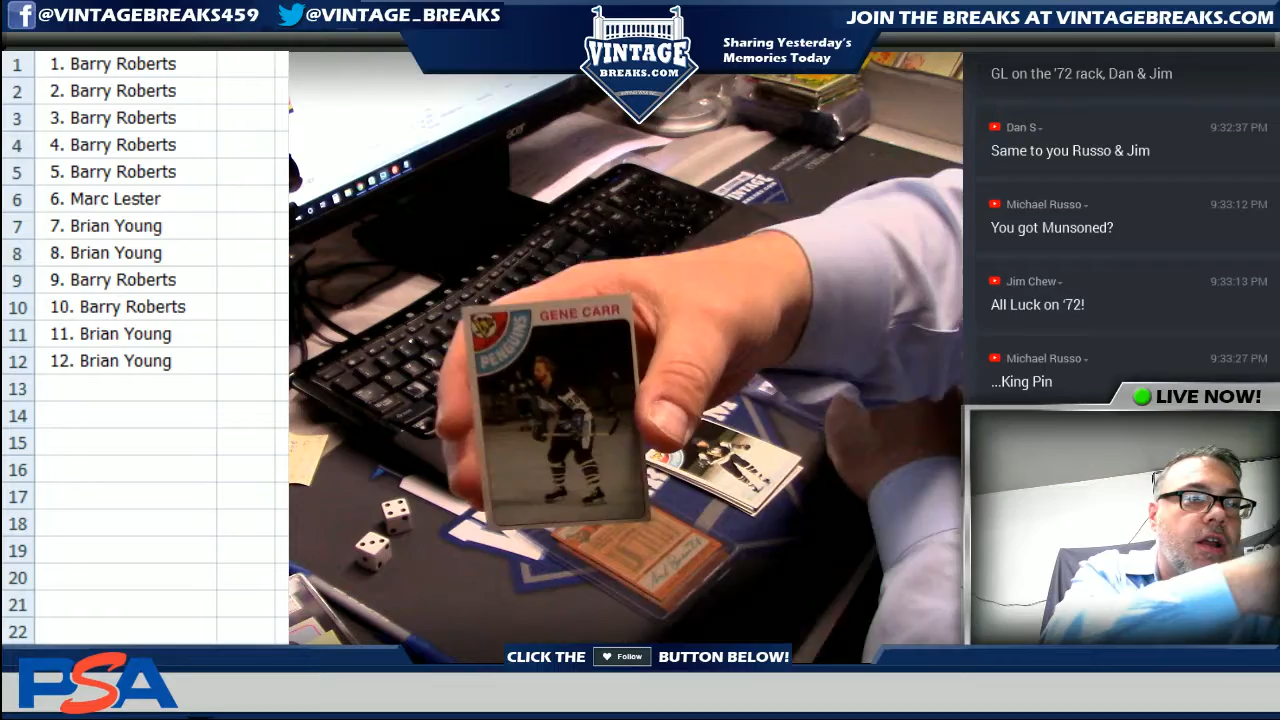 @VINTAGEBREAKS459
@VINTAGE_BREAKS
VINTAGE
BREAKS.COM
Sharing Yesterday's
Memories Today
JOIN THE BREAKS AT VINTAGEBREAKS.COM
1 1. Barry Roberts
2 2. Barry Roberts
3 3. Barry Roberts
4 4. Barry Roberts
5 5. Barry Roberts
6 6. Marc Lester
7 7. Brian Young
8 8. Brian Young
9 9. Barry Roberts
10 10. Barry Roberts
11 11. Brian Young
12 12. Brian Young
13
14
15
16
17
18
19
20
21
22
acer
VINTAGE
BREAKS.COM
GENE CARR
PENGUINS
GL on the '72 rack, Dan & Jim
Dan S 9:32:37 PM
Same to you Russo & Jim
Michael Russo 9:33:12 PM
You got Munsoned?
Jim Chew 9:33:13 PM
All Luck on '72!
Michael Russo 9:33:27 PM
...King Pin
LIVE NOW!
CLICK THE Follow BUTTON BELOW!
PSA